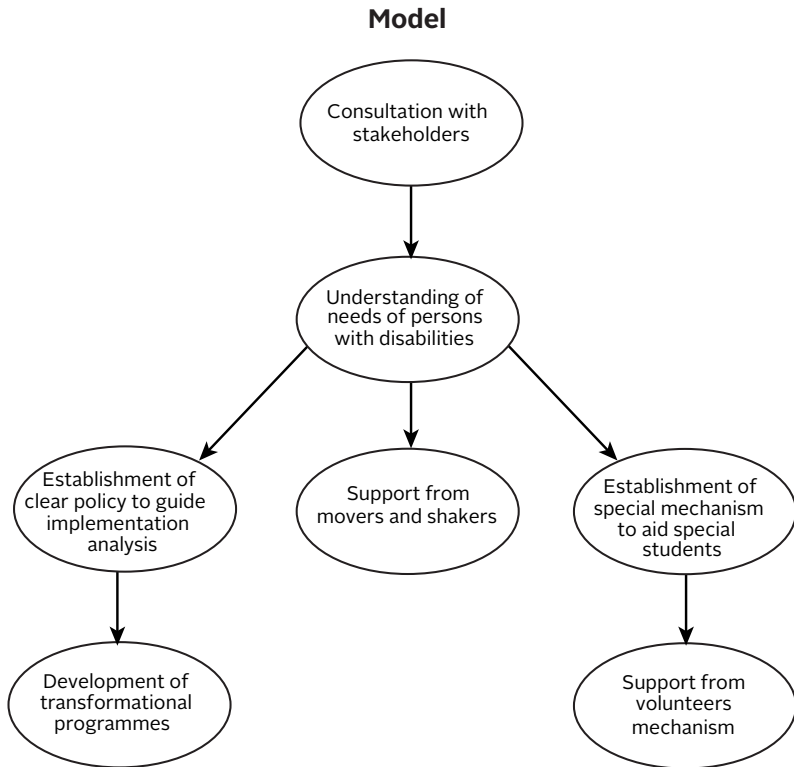 Model
Consultation with
stakeholders
Understanding of
needs of persons
with disabilities
Establishment of
clear policy to guide
implementation
analysis
Support from
movers and shakers
Establishment of
special mechanism
to aid special
students
Development of
transformational
programmes
Support from
volunteers
mechanism